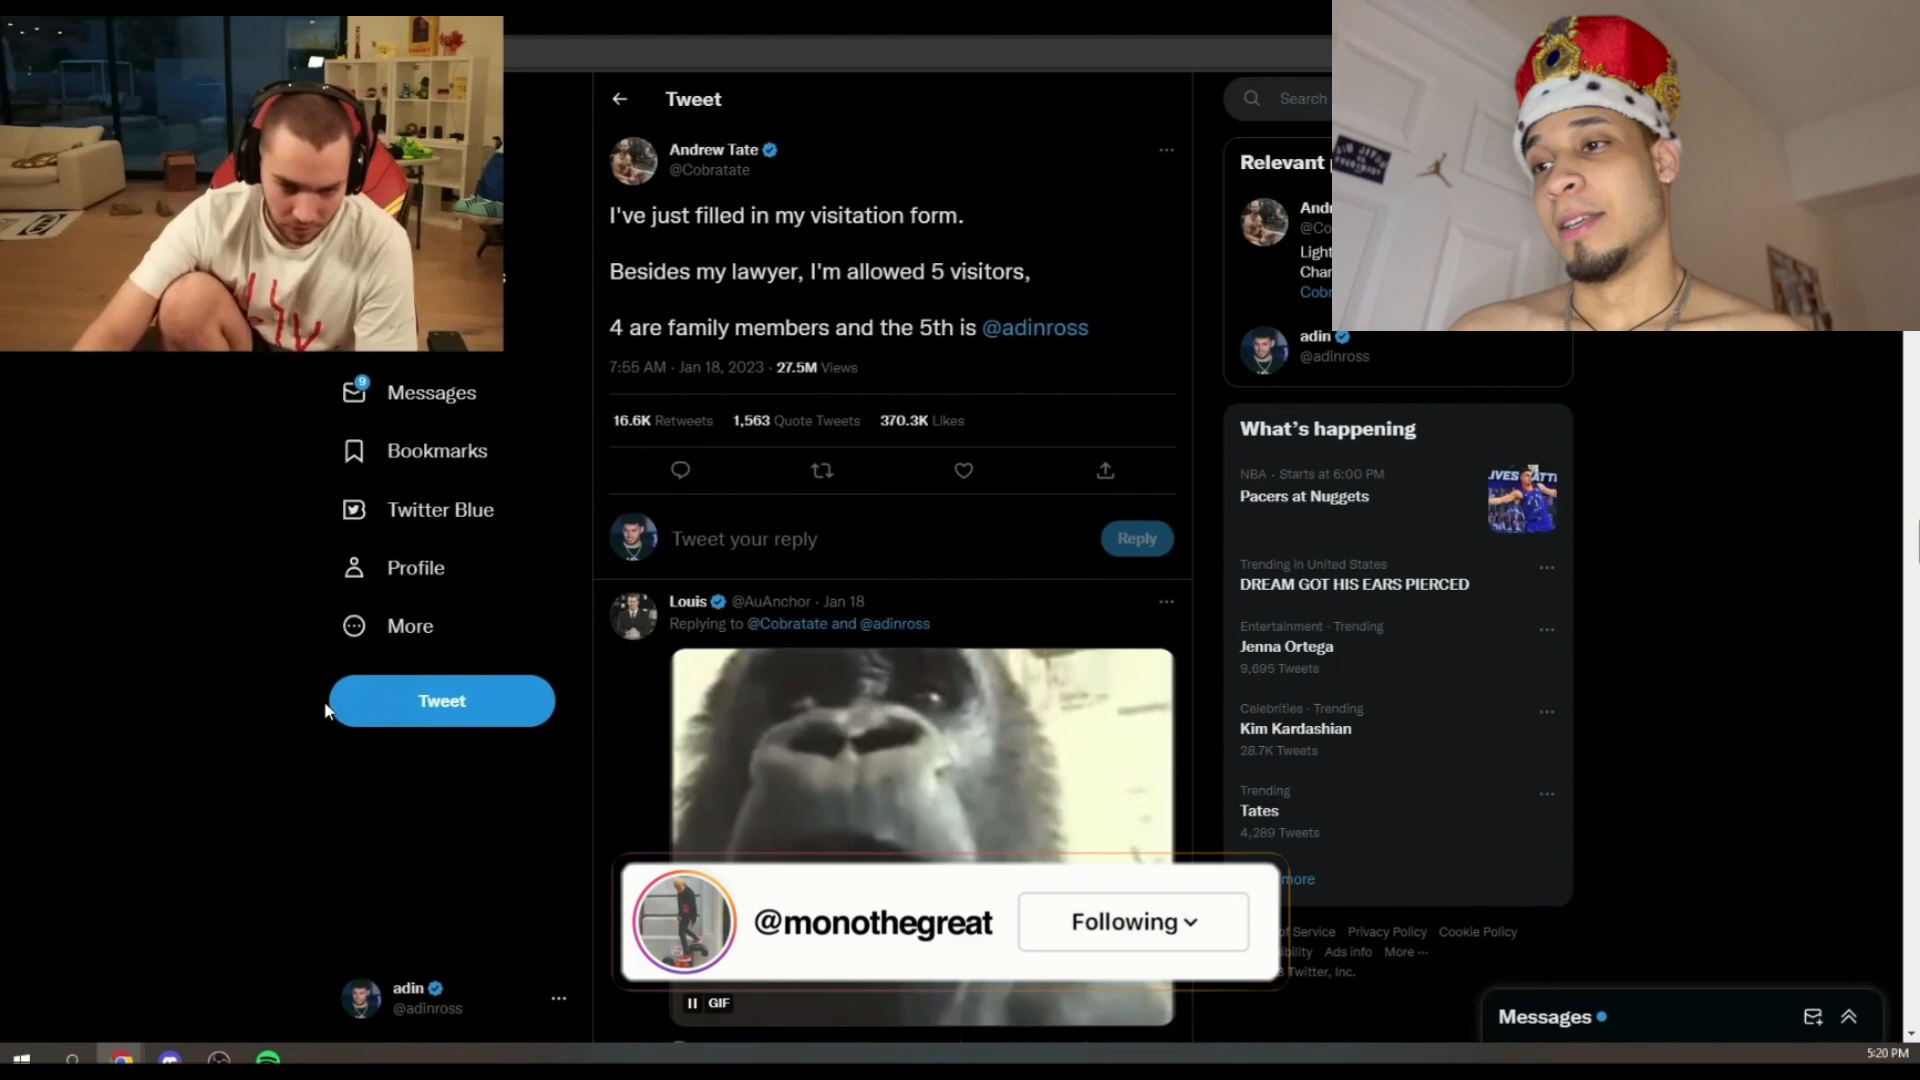 Tweet
Search
Andrew Tate
@Cobratate
I've just filled in my visitation form.
Besides my lawyer, I'm allowed 5 visitors,
4 are family members and the 5th is @adinross
7:55 AM · Jan 18, 2023 · 27.5M Views
16.6K Retweets 1,563 Quote Tweets 370.3K Likes
Tweet your reply
Reply
Louis @AuAnchor · Jan 18
Replying to @Cobratate and @adinross
GIF
9
Messages
Bookmarks
Twitter Blue
Profile
More
Tweet
adin
@adinross
Relevant
adin
@adinross
What's happening
NBA · Starts at 6:00 PM
Pacers at Nuggets
Trending in United States
DREAM GOT HIS EARS PIERCED
Entertainment · Trending
Jenna Ortega
9,695 Tweets
Celebrities · Trending
Kim Kardashian
28.7K Tweets
Trending
Tates
4,289 Tweets
more
of Service Privacy Policy Cookie Policy
Ads info More ···
Twitter, Inc.
@monothegreat
Following
Messages
5:20 PM